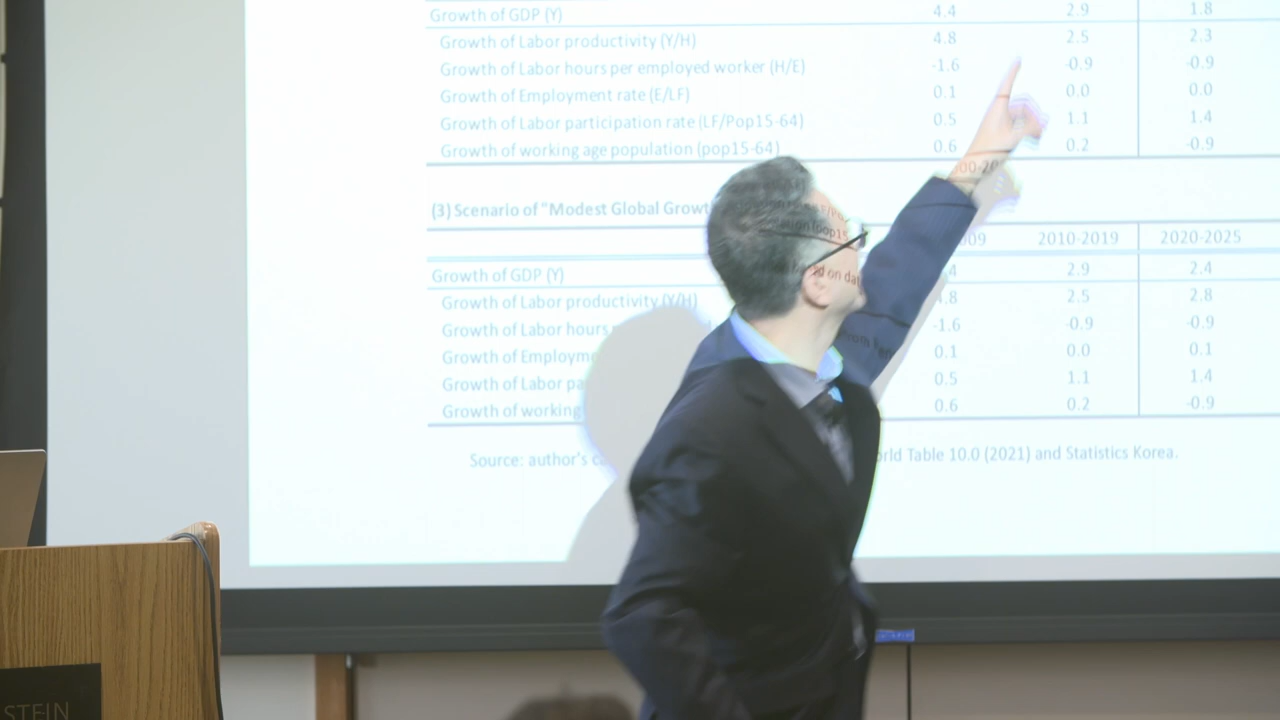 Growth of GDP (Y) 4.4 2.9 1.8
Growth of Labor productivity (Y/H) 4.8 2.5 2.3
Growth of Labor hours per employed worker (H/E) -1.6 -0.9 -0.9
Growth of Employment rate (E/LF) 0.1 0.0 0.0
Growth of Labor participation rate (LF/Pop15-64) 0.5 1.1 1.4
Growth of working age population (pop15-64) 0.6 0.2 -0.9
(3) Scenario of "Modest Global Growt
009 2010-2019 2020-2025
Growth of GDP (Y) .4 2.9 2.4
Growth of Labor productivity (Y/H) .8 2.5 2.8
Growth of Labor hours -1.6 -0.9 -0.9
Growth of Employme 0.1 0.0 0.1
Growth of Labor pa 0.5 1.1 1.4
Growth of working 0.6 0.2 -0.9
Source: author's ca rld Table 10.0 (2021) and Statistics Korea.
STEIN